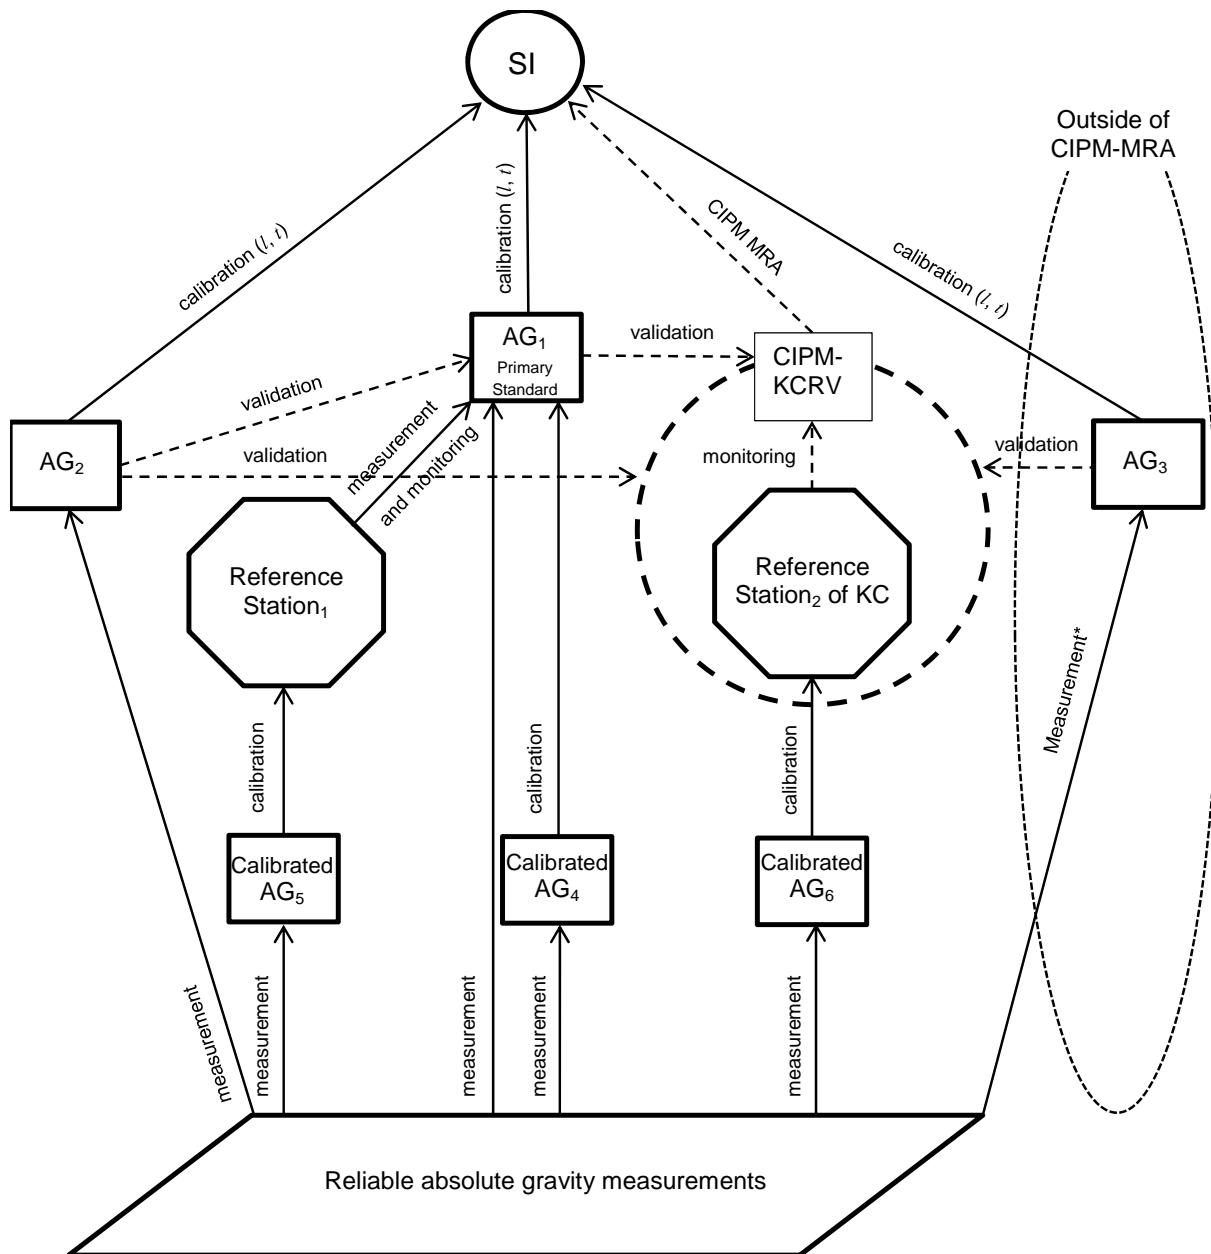 SI
Outside of
CIPM-MRA
calibration (l, t)
calibration (l, t)
CIPM MRA
calibration (l, t)
AG₁
Primary
Standard
validation
CIPM-
KCRV
validation
measurement
and monitoring
AG₂
validation
monitoring
validation
AG₃
Reference
Station₁
Reference
Station₂ of KC
Measurement*
calibration
calibration
calibration
Calibrated
AG₅
Calibrated
AG₄
Calibrated
AG₆
measurement
measurement
measurement
measurement
measurement
Reliable absolute gravity measurements